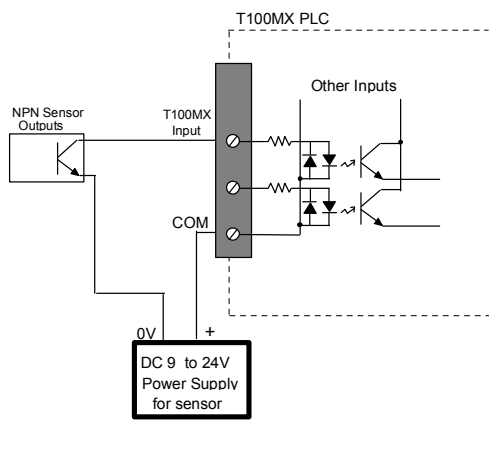 T100MX PLC
Other Inputs
NPN Sensor
Outputs
T100MX
Input
COM
0V +
DC 9 to 24V
Power Supply
for sensor